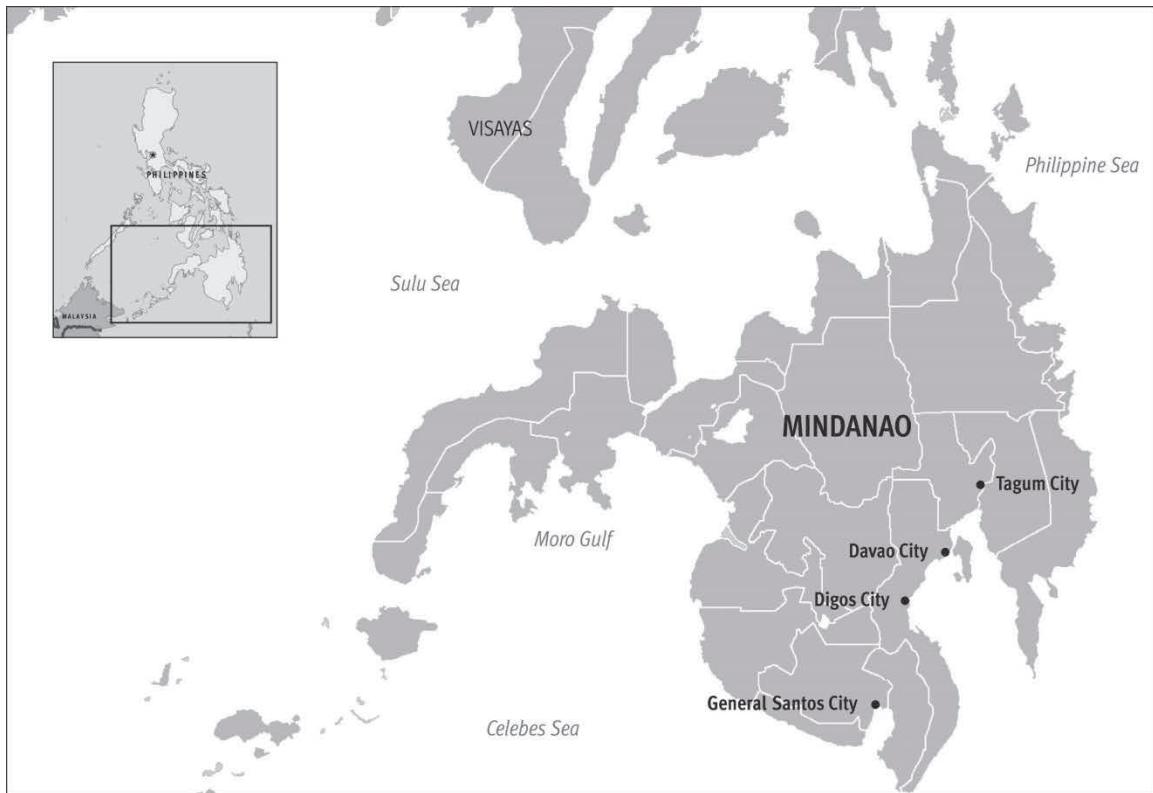 VISAYAS
Philippine Sea
PHILIPPINES
Sulu Sea
MALAYSIA
MINDANAO
Tagum City
Moro Gulf
Davao City
Digos City
General Santos City
Celebes Sea